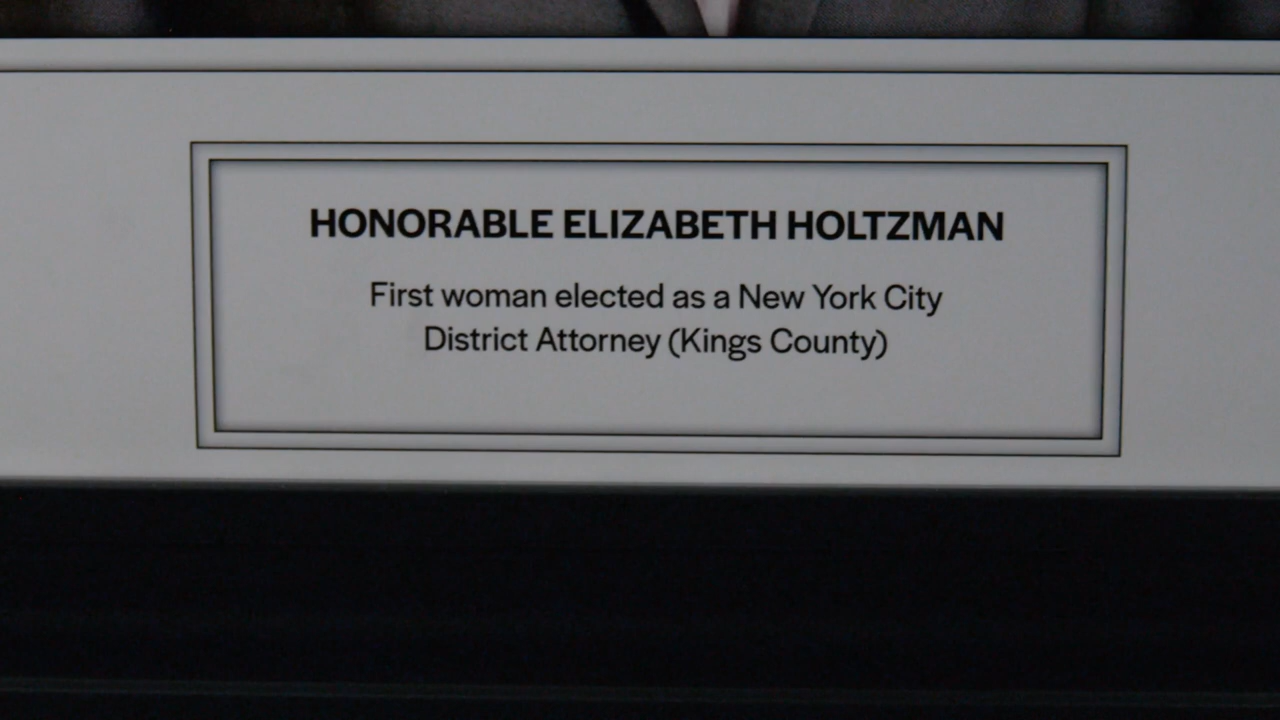 HONORABLE ELIZABETH HOLTZMAN
First woman elected as a New York City
District Attorney (Kings County)